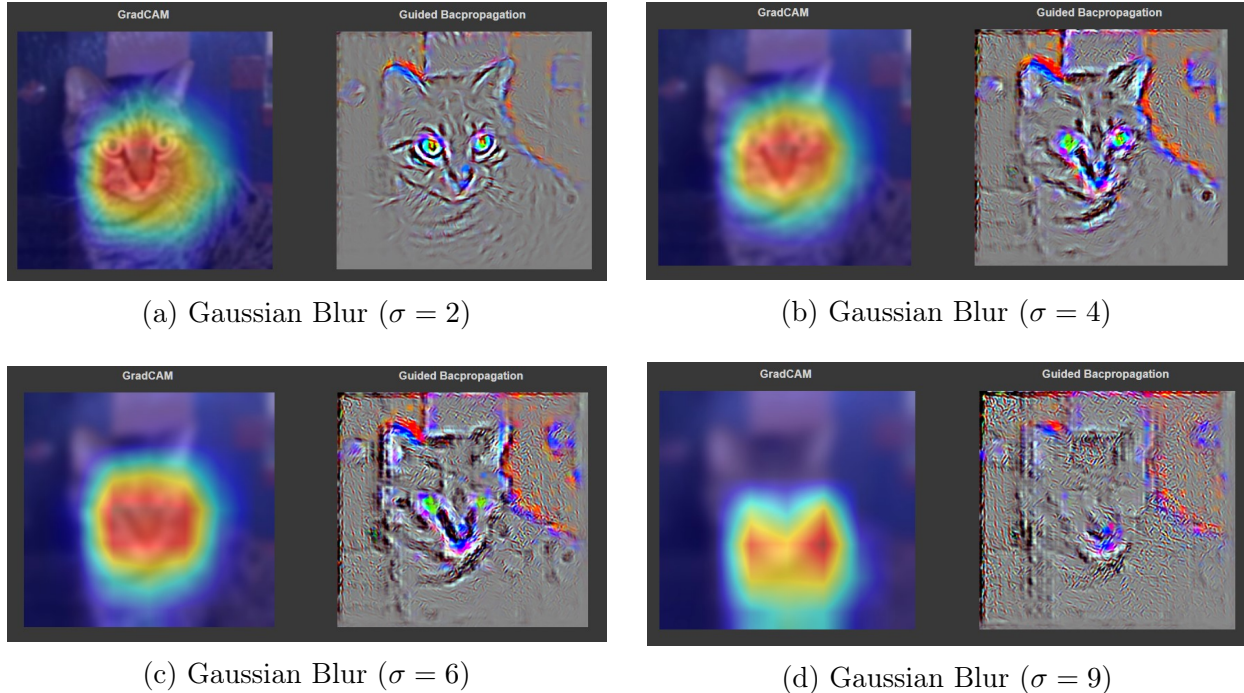 GradCAM
Guided Bacpropagation
GradCAM
Guided Bacpropagation
(a) Gaussian Blur (σ = 2)
(b) Gaussian Blur (σ = 4)
GradCAM
Guided Bacpropagation
GradCAM
Guided Bacpropagation
(c) Gaussian Blur (σ = 6)
(d) Gaussian Blur (σ = 9)